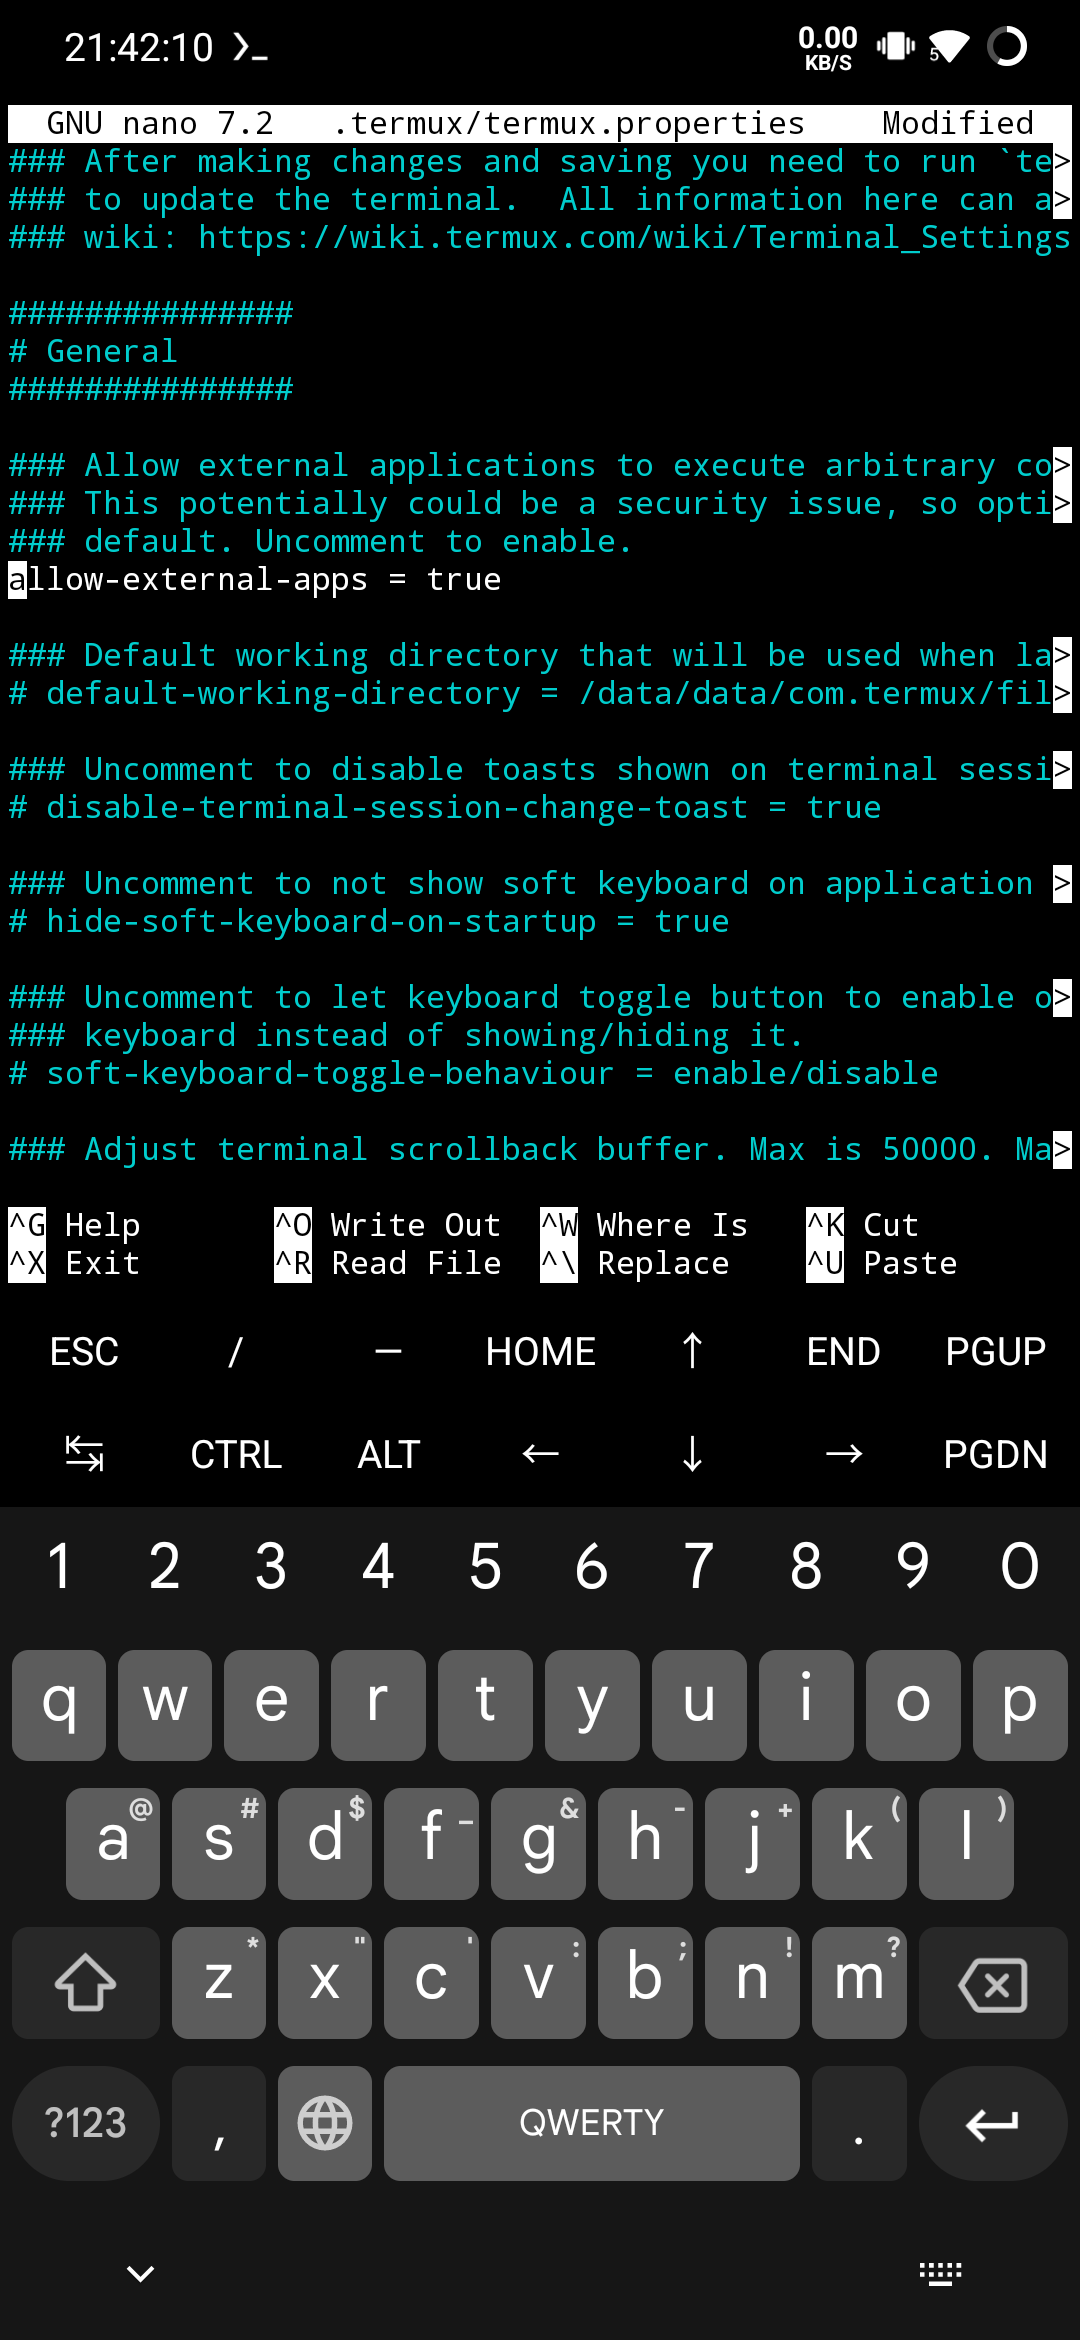 21:42:10
0.00
KB/S
5
GNU nano 7.2 .termux/termux.properties Modified
### After making changes and saving you need to run `te>
### to update the terminal.  All information here can a>
### wiki: https://wiki.termux.com/wiki/Terminal_Settings
###############
# General
###############
### Allow external applications to execute arbitrary co>
### This potentially could be a security issue, so opti>
### default. Uncomment to enable.
allow-external-apps = true
### Default working directory that will be used when la>
# default-working-directory = /data/data/com.termux/fil>
### Uncomment to disable toasts shown on terminal sessi>
# disable-terminal-session-change-toast = true
### Uncomment to not show soft keyboard on application >
# hide-soft-keyboard-on-startup = true
### Uncomment to let keyboard toggle button to enable o>
### keyboard instead of showing/hiding it.
# soft-keyboard-toggle-behaviour = enable/disable
### Adjust terminal scrollback buffer. Max is 50000. Ma>
^G Help ^O Write Out ^W Where Is ^K Cut
^X Exit ^R Read File ^\ Replace ^U Paste
ESC / — HOME ↑ END PGUP
↹ CTRL ALT ← ↓ → PGDN
1 2 3 4 5 6 7 8 9 0
q w e r t y u i o p
a@ s# d$ f_ g& h- j+ k( l)
z* x" c' v: b; n! m?
?123 , QWERTY .